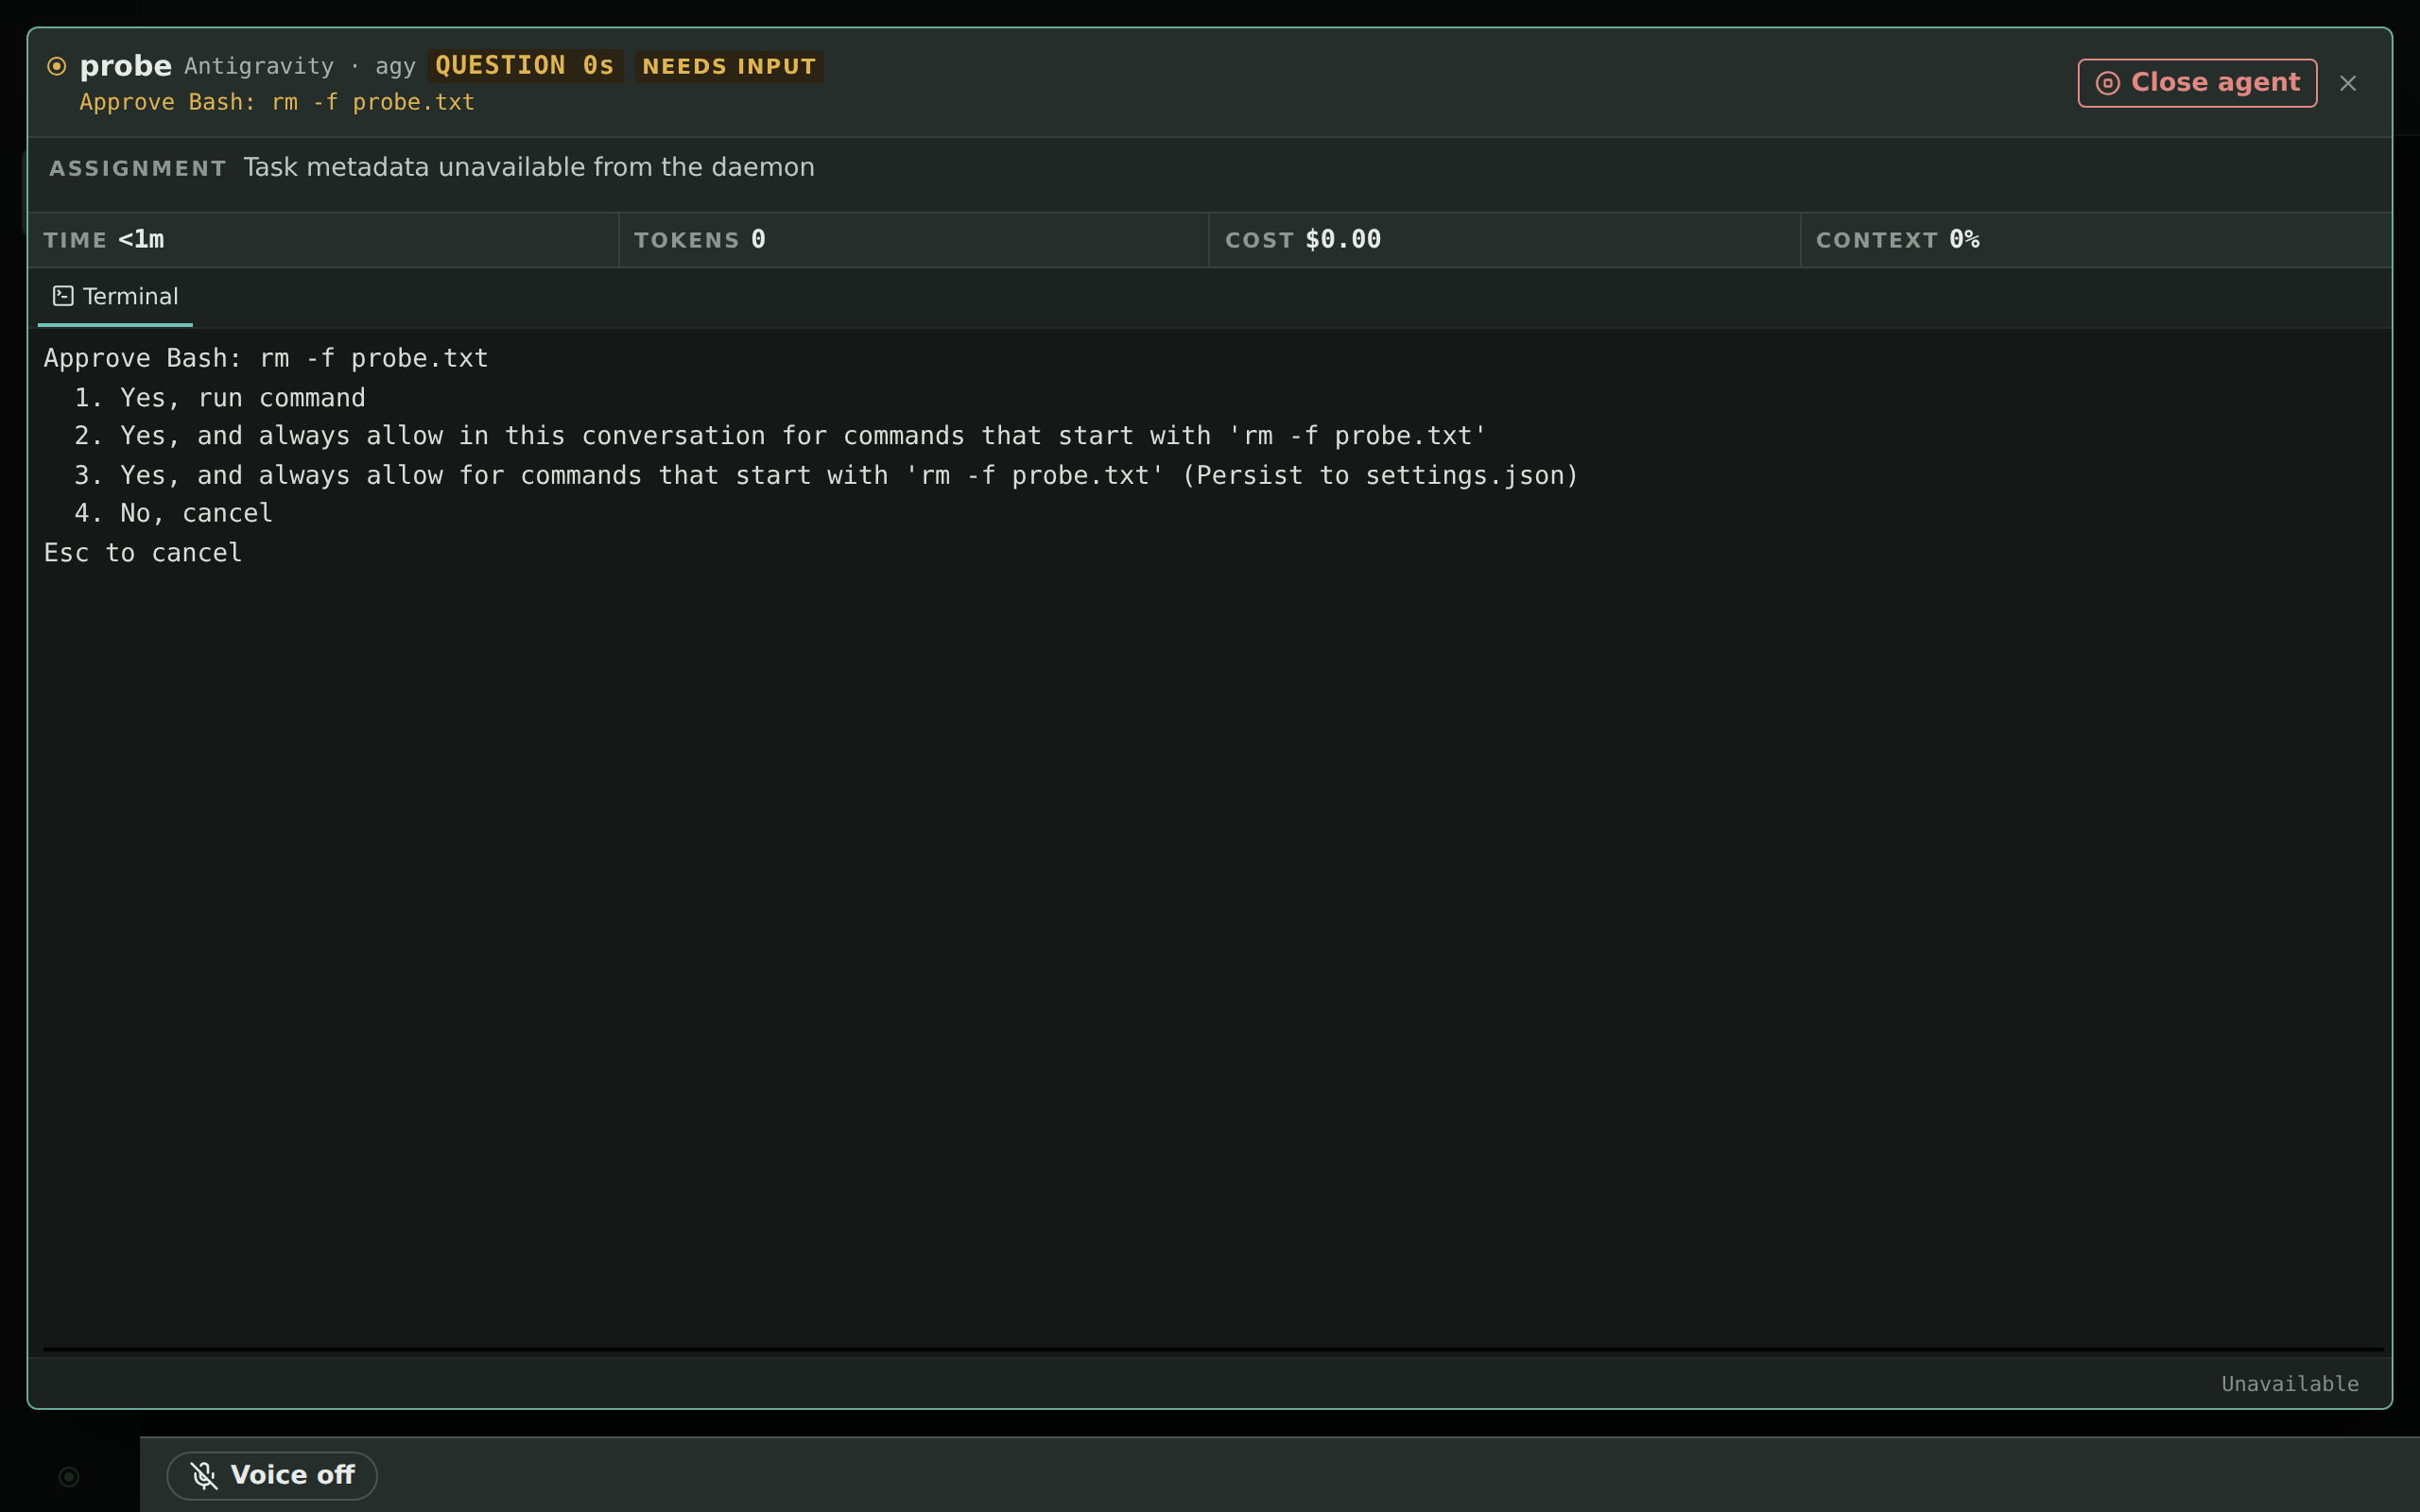 probe Antigravity · agy QUESTION 0s NEEDS INPUT
Approve Bash: rm -f probe.txt
Close agent
ASSIGNMENT Task metadata unavailable from the daemon
TIME <1m TOKENS 0 COST $0.00 CONTEXT 0%
Terminal
Approve Bash: rm -f probe.txt
1. Yes, run command
2. Yes, and always allow in this conversation for commands that start with 'rm -f probe.txt'
3. Yes, and always allow for commands that start with 'rm -f probe.txt' (Persist to settings.json)
4. No, cancel
Esc to cancel
Unavailable
Voice off